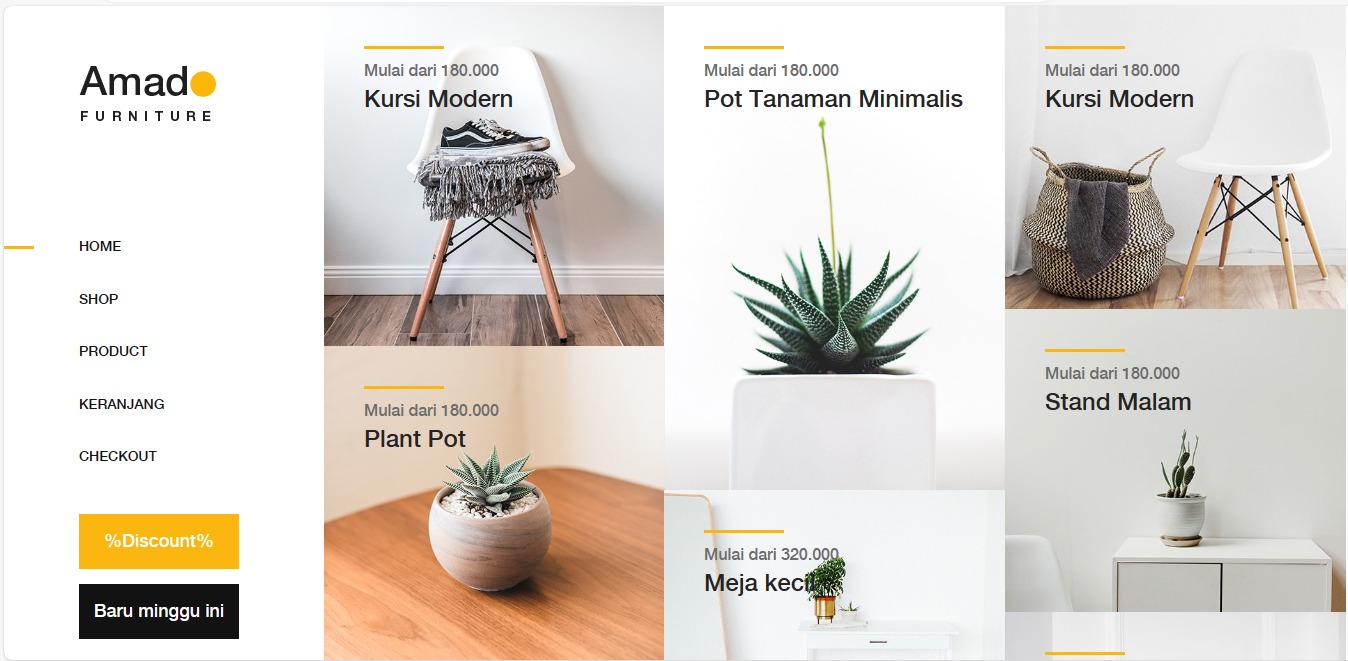 Amado
FURNITURE
HOME
SHOP
PRODUCT
KERANJANG
CHECKOUT
%Discount%
Baru minggu ini
Mulai dari 180.000
Kursi Modern
Mulai dari 180.000
Plant Pot
Mulai dari 180.000
Pot Tanaman Minimalis
Mulai dari 320.000
Meja kecil
Mulai dari 180.000
Kursi Modern
Mulai dari 180.000
Stand Malam